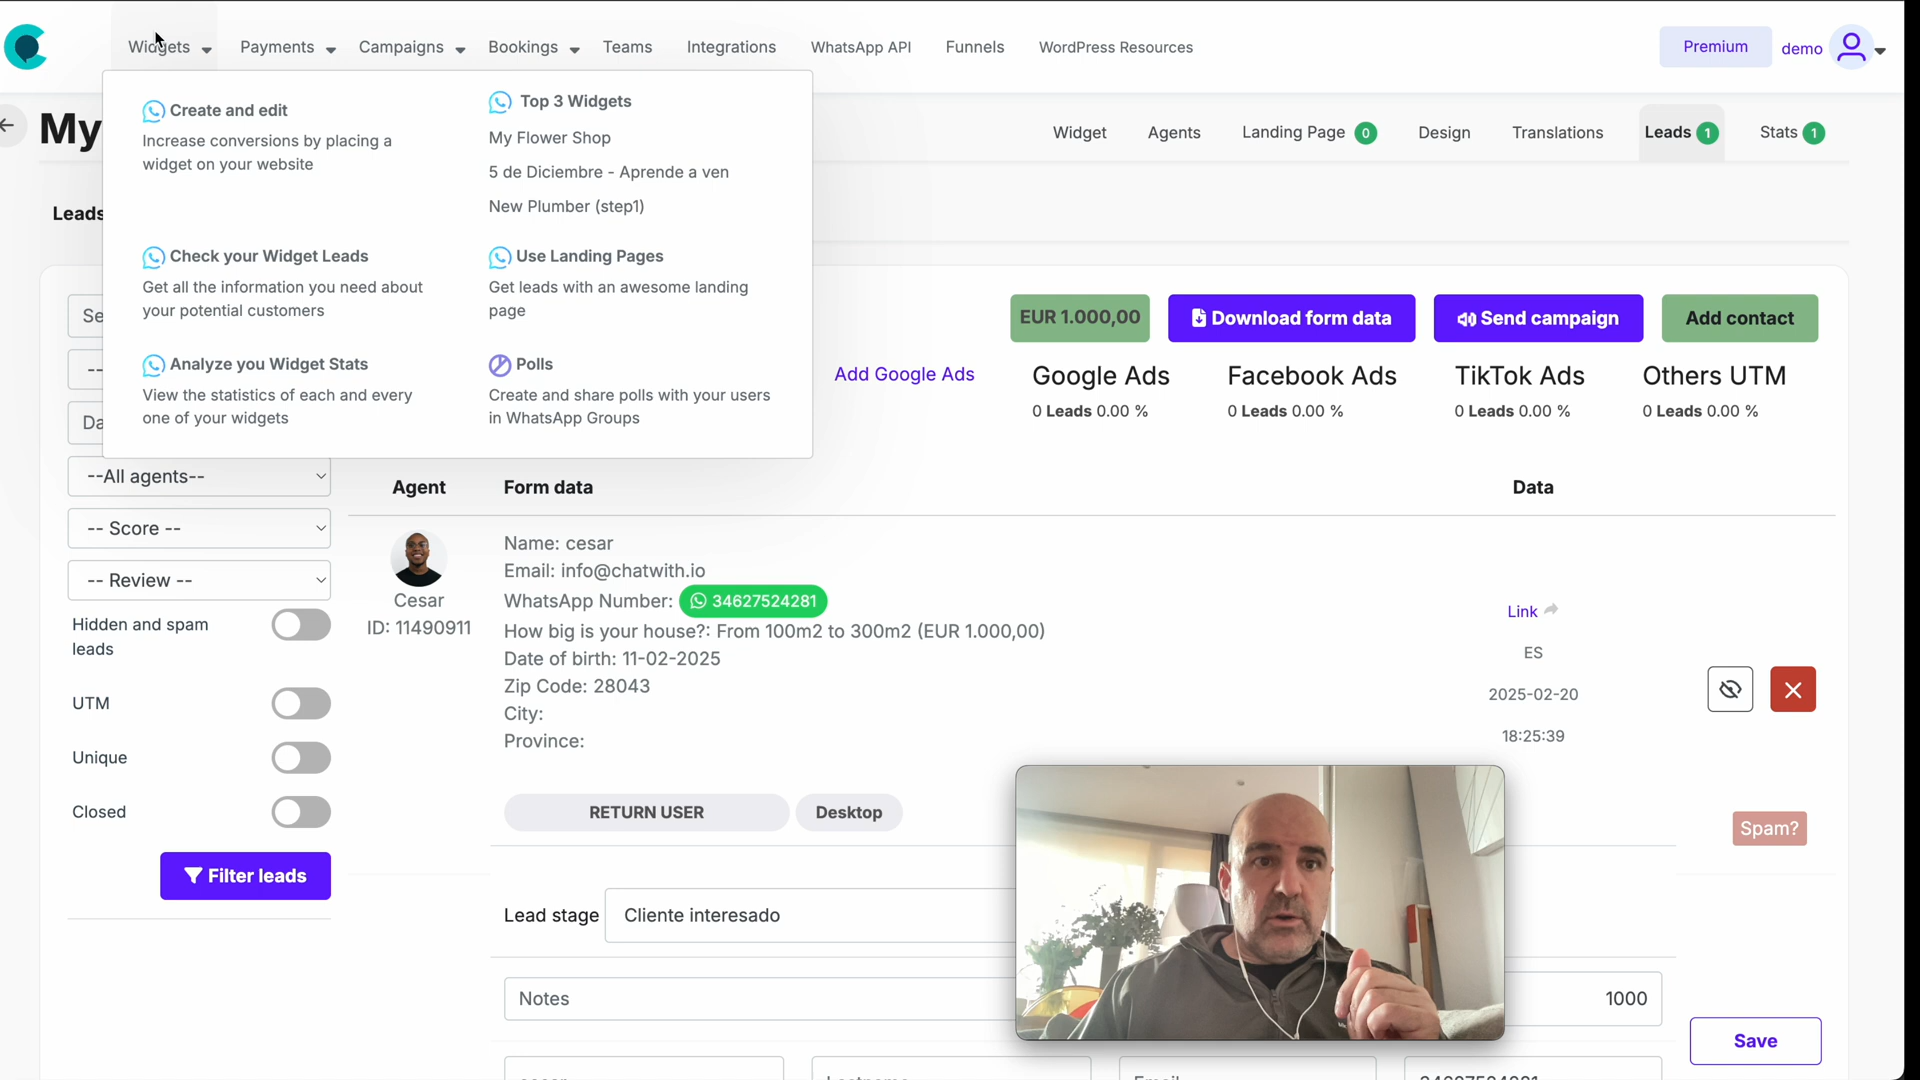 Widgets
Payments
Campaigns
Bookings
Teams
Integrations
WhatsApp API
Funnels
WordPress Resources
Premium
demo
Create and edit
Increase conversions by placing a
widget on your website
Top 3 Widgets
My Flower Shop
5 de Diciembre - Aprende a ven
New Plumber (step1)
Check your Widget Leads
Get all the information you need about
your potential customers
Use Landing Pages
Get leads with an awesome landing
page
Analyze you Widget Stats
View the statistics of each and every
one of your widgets
Polls
Create and share polls with your users
in WhatsApp Groups
My
Widget
Agents
Landing Page 0
Design
Translations
Leads 1
Stats 1
Leads
Se
--
Da
--All agents--
-- Score --
-- Review --
Hidden and spam
leads
UTM
Unique
Closed
Filter leads
EUR 1.000,00
Download form data
Send campaign
Add contact
Add Google Ads
Google Ads
0 Leads 0.00 %
Facebook Ads
0 Leads 0.00 %
TikTok Ads
0 Leads 0.00 %
Others UTM
0 Leads 0.00 %
Agent
Form data
Data
Cesar
ID: 11490911
Name: cesar
Email: info@chatwith.io
WhatsApp Number: 34627524281
How big is your house?: From 100m2 to 300m2 (EUR 1.000,00)
Date of birth: 11-02-2025
Zip Code: 28043
City:
Province:
Link
ES
2025-02-20
18:25:39
RETURN USER
Desktop
Spam?
Lead stage
Cliente interesado
Notes
1000
Save